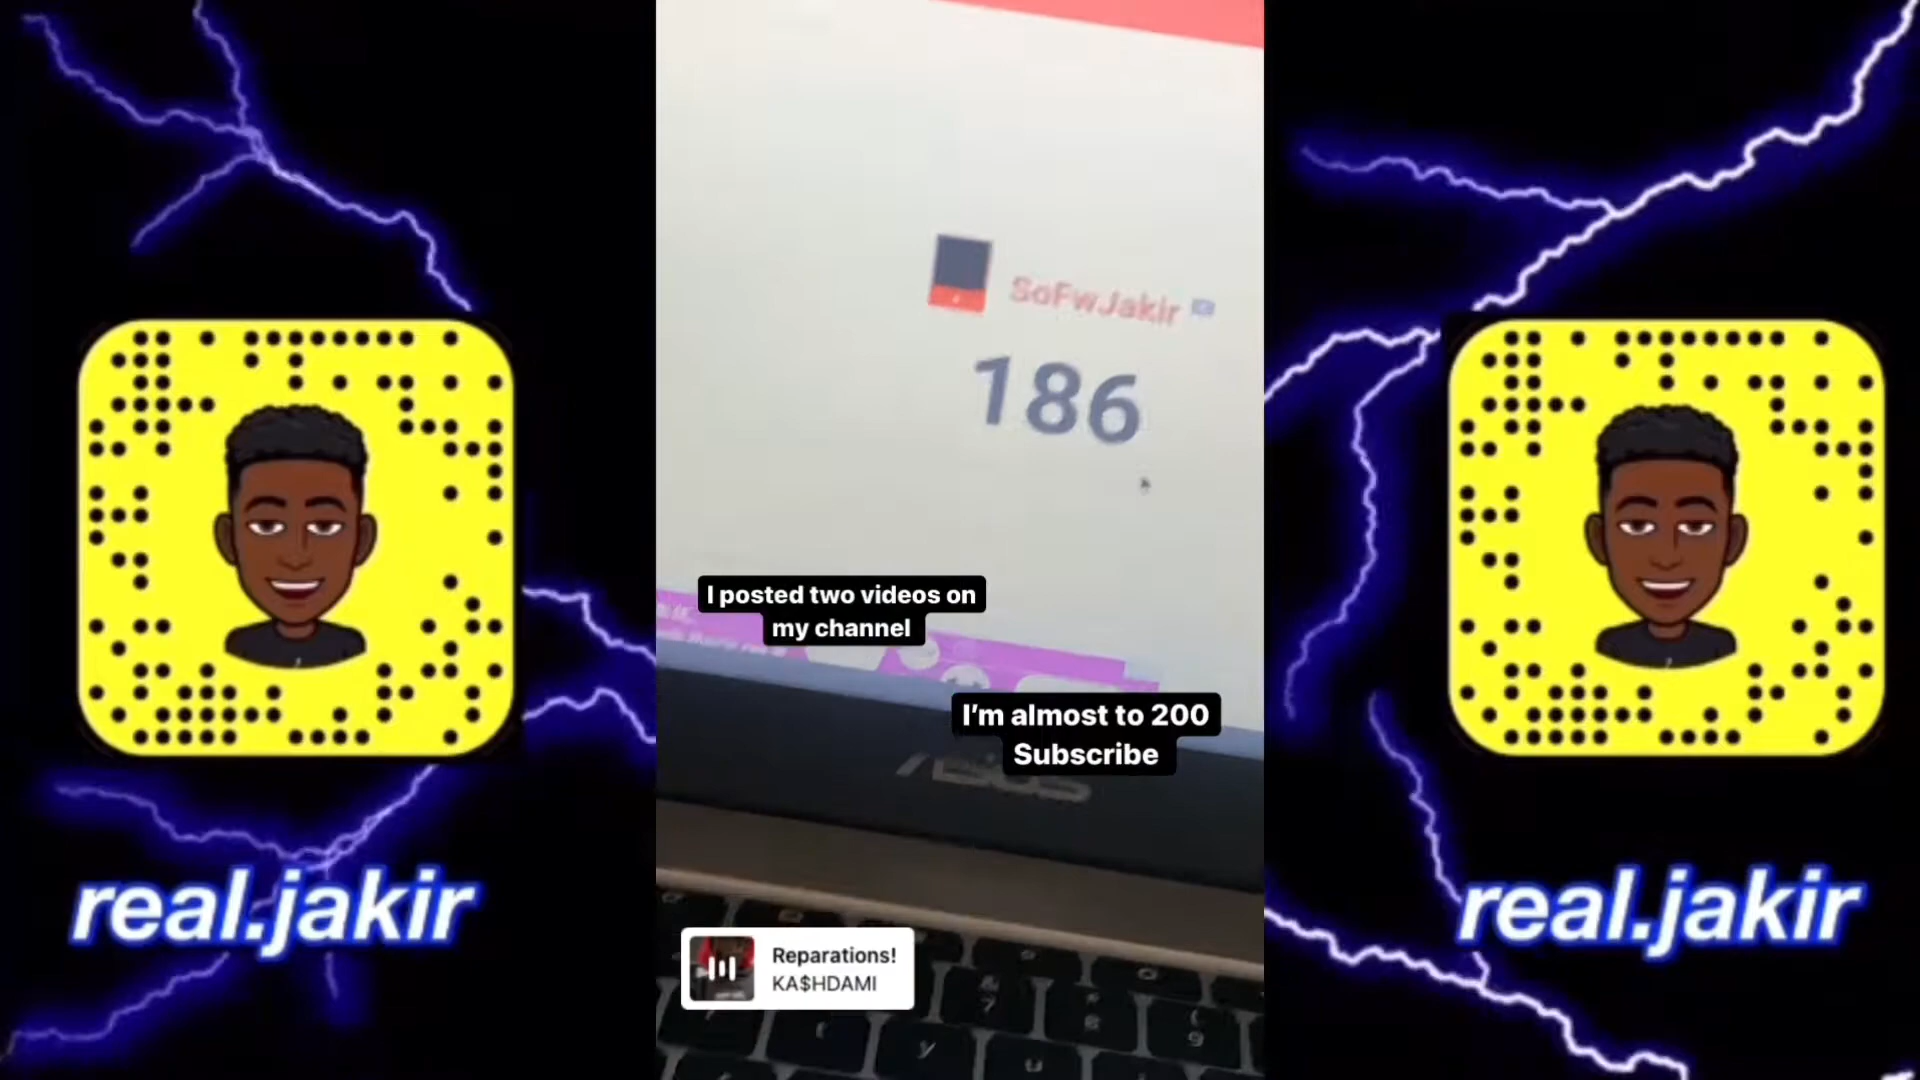 SoFwJakir
186
I posted two videos on
my channel
I'm almost to 200
Subscribe
ASUS
real.jakir
real.jakir
Reparations!
KA$HDAMI